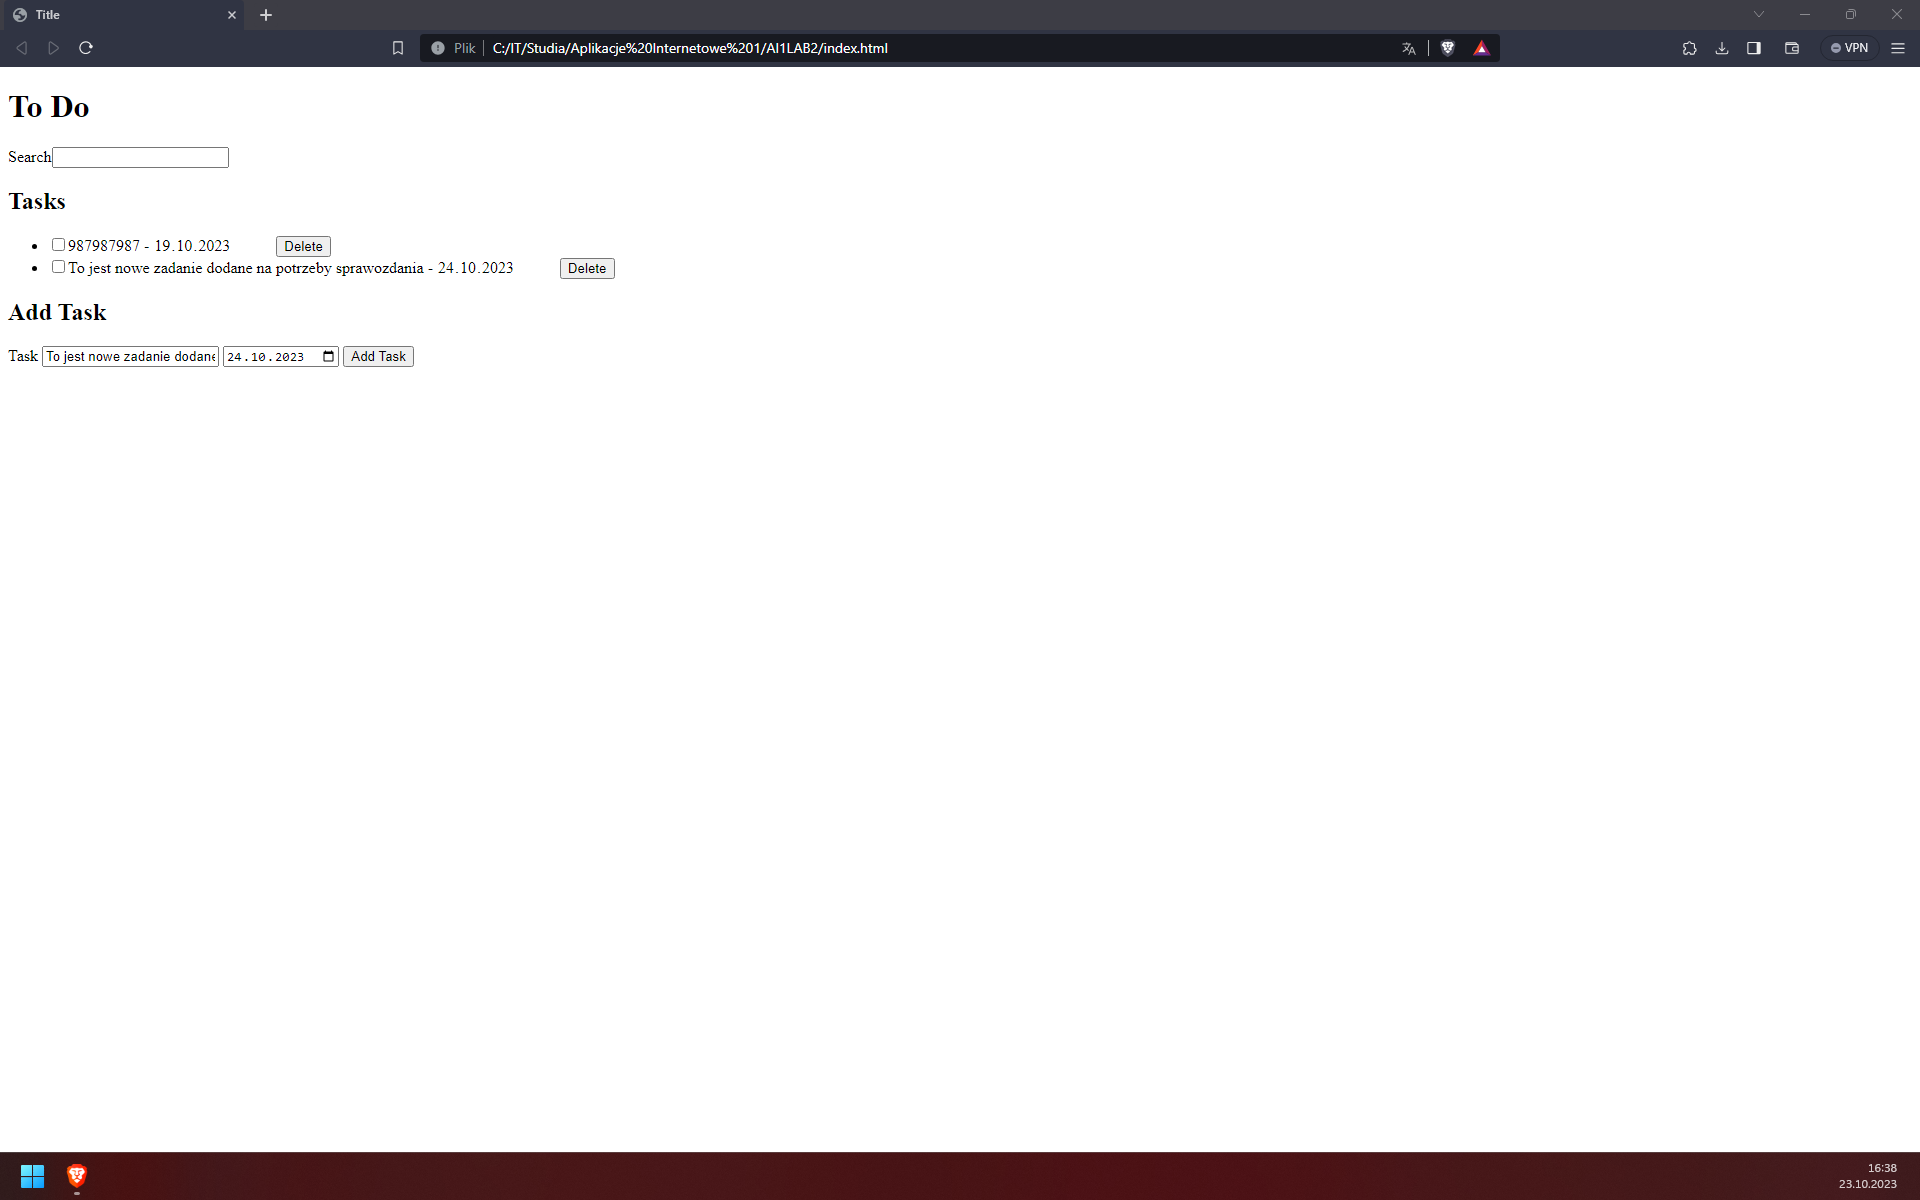 Title
Plik C:/IT/Studia/Aplikacje%20Internetowe%201/AI1LAB2/index.html VPN
To Do
Search
Tasks
987987987 - 19.10.2023 Delete
To jest nowe zadanie dodane na potrzeby sprawozdania - 24.10.2023 Delete
Add Task
Task To jest nowe zadanie dodane 24.10.2023 Add Task
16:38
23.10.2023